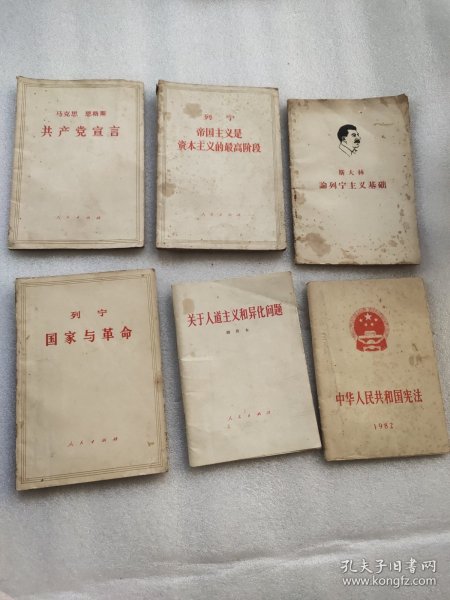 马克思 恩格斯
共产党宣言
人民出版社
列宁
帝国主义是
资本主义的最高阶段
人民出版社
斯大林
論列宁主义基础
列宁
国家与革命
人民出版社
关于人道主义和异化问题
人民出版社
中华人民共和国宪法
1982
孔夫子旧书网
www.kongfz.com